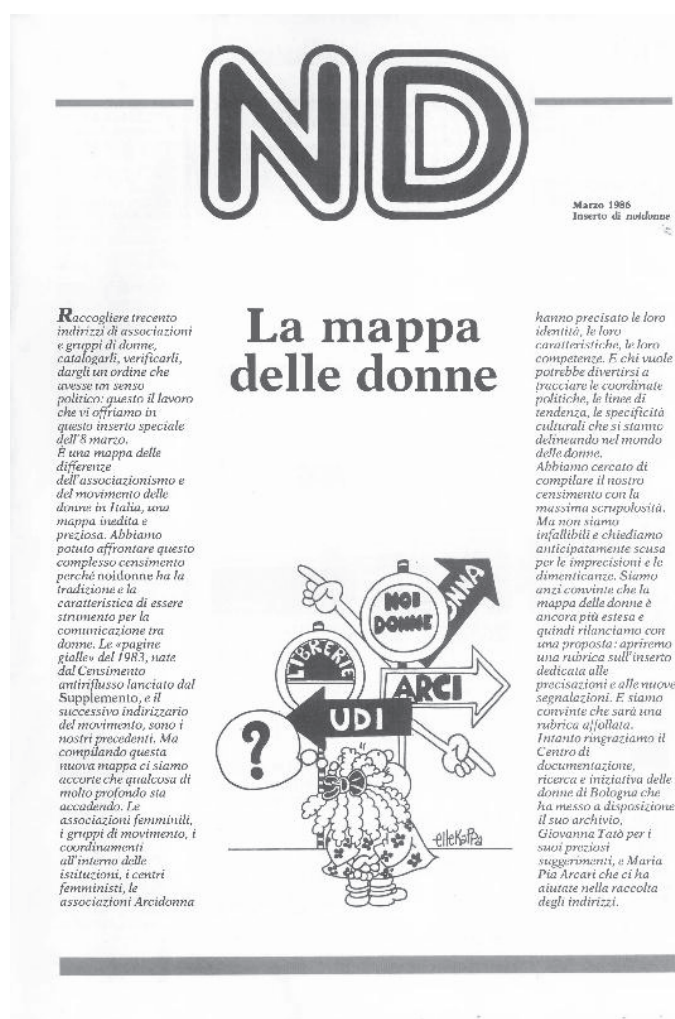 ND
Marzo 1986
Inserto di noidonne
La mappa
delle donne
Raccogliere trecento
indirizzi di associazioni
e gruppi di donne,
catalogarli, verificarli,
dargli un ordine che
avesse un senso
politico: questo il lavoro
che vi offriamo in
questo inserto speciale
dell'8 marzo.
È una mappa delle
differenze
dell'associazionismo e
del movimento delle
donne in Italia, una
mappa inedita e
preziosa. Abbiamo
potuto affrontare questo
complesso censimento
perché noidonne ha la
tradizione e la
caratteristica di essere
strumento per la
comunicazione tra
donne. Le «pagine
gialle» del 1983, nate
dal Censimento
antiriflusso lanciato dal
Supplemento, e il
successivo indirizzario
del movimento, sono i
nostri precedenti. Ma
compilando questa
nuova mappa ci siamo
accorte che qualcosa di
molto profondo sta
accadendo. Le
associazioni femminili,
i gruppi di movimento, i
coordinamenti
all'interno delle
istituzioni, i centri
femministi, le
associazioni Arcidonna
NOI
DONNE
DONNA
LIBRERIE
ARCI
UDI
?
elleKappa
hanno precisato le loro
identità, le loro
caratteristiche, le loro
competenze. E chi vuole
potrebbe divertirsi a
tracciare le coordinate
politiche, le linee di
tendenza, le specificità
culturali che si stanno
delineando nel mondo
delle donne.
Abbiamo cercato di
compilare il nostro
censimento con la
massima scrupolosità.
Ma non siamo
infallibili e chiediamo
anticipatamente scusa
per le imprecisioni e le
dimenticanze. Siamo
anzi convinte che la
mappa delle donne è
ancora più estesa e
quindi rilanciamo con
una proposta: apriremo
una rubrica sull'inserto
dedicata alle
precisazioni e alle nuove
segnalazioni. E siamo
convinte che sarà una
rubrica affollata.
Intanto ringraziamo il
Centro di
documentazione,
ricerca e iniziativa delle
donne di Bologna che
ha messo a disposizione
il suo archivio,
Giovanna Tatò per i
suoi preziosi
suggerimenti, e Maria
Pia Arcari che ci ha
aiutate nella raccolta
degli indirizzi.